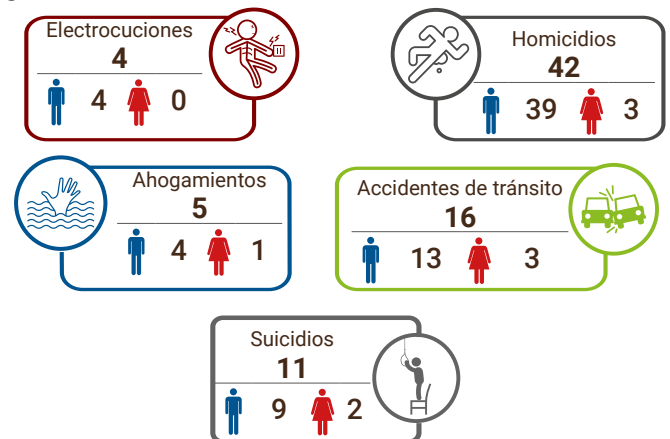 Electrocuciones
4
4 0
Homicidios
42
39 3
Ahogamientos
5
4 1
Accidentes de tránsito
16
13 3
Suicidios
11
9 2